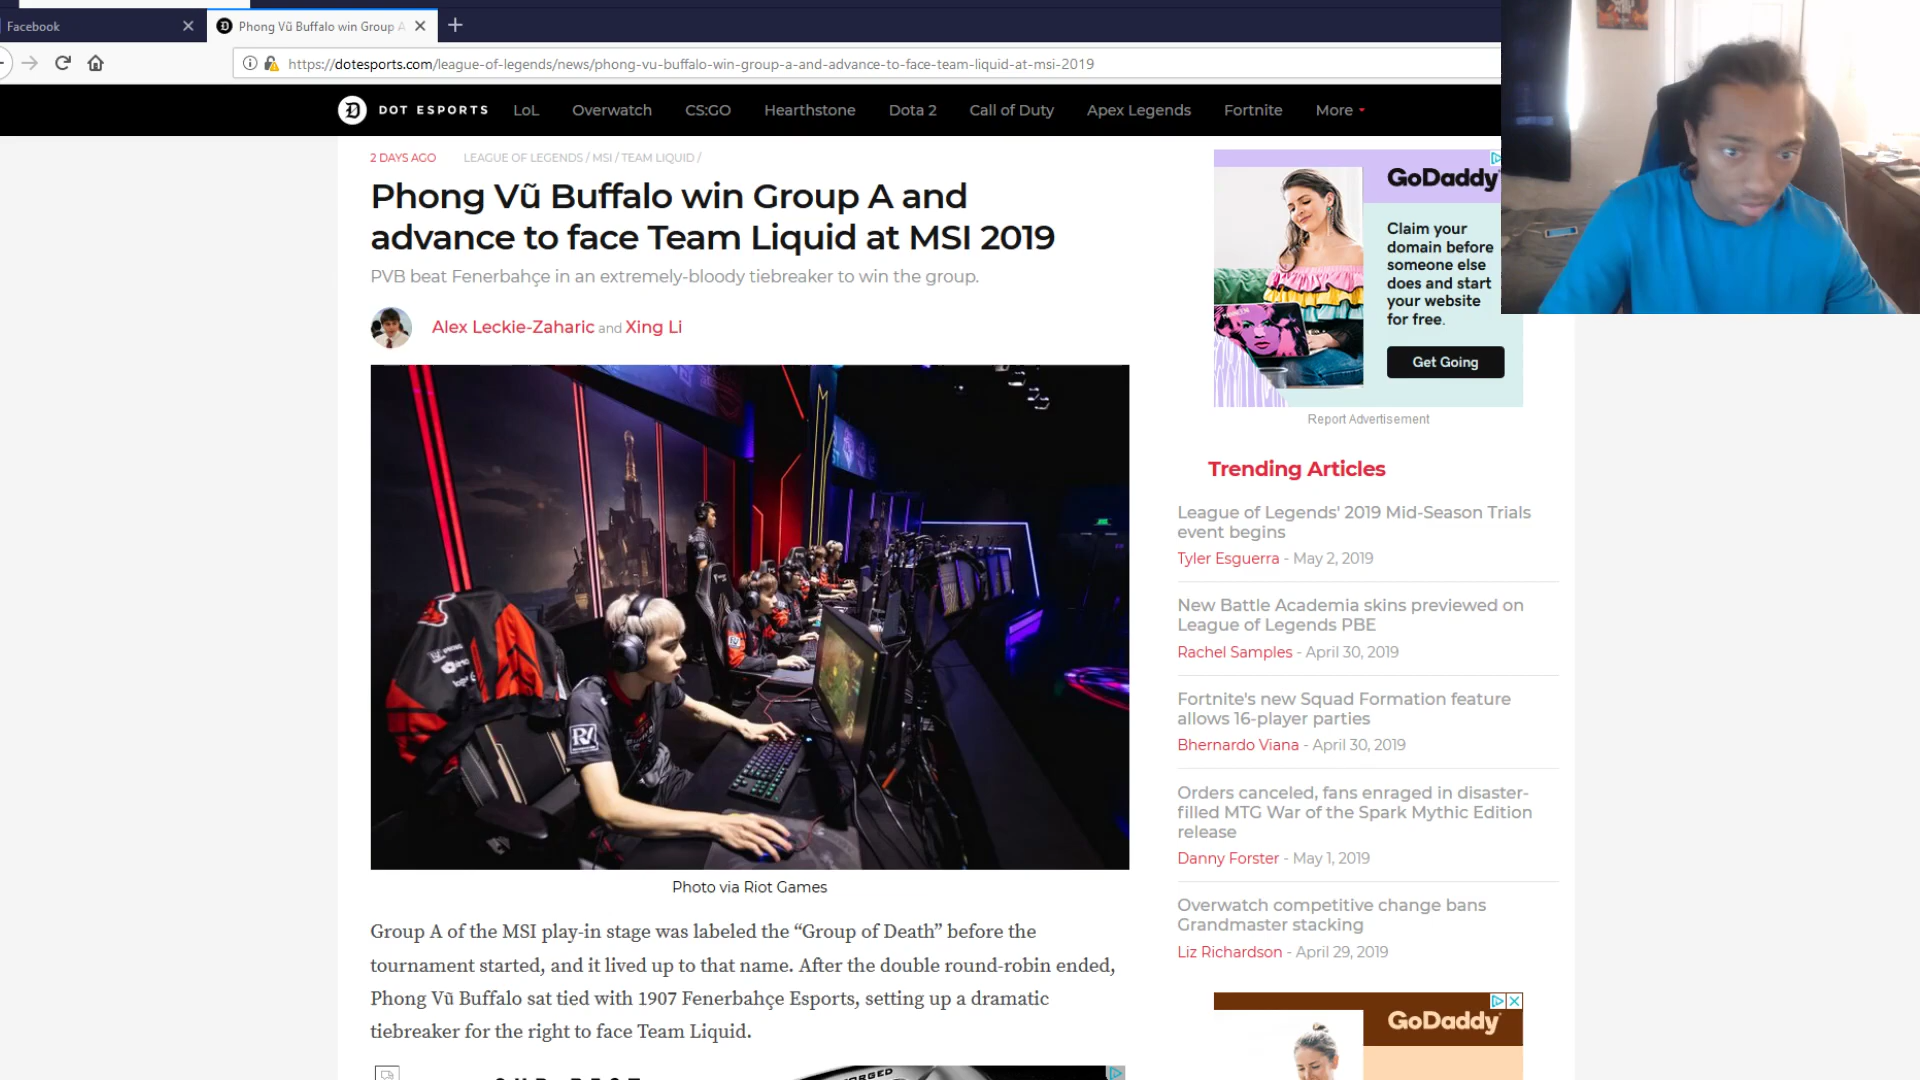 Facebook
Phong Vũ Buffalo win Group A
https://dotesports.com/league-of-legends/news/phong-vu-buffalo-win-group-a-and-advance-to-face-team-liquid-at-msi-2019
DOT ESPORTS LoL Overwatch CS:GO Hearthstone Dota 2 Call of Duty Apex Legends Fortnite More
2 DAYS AGO LEAGUE OF LEGENDS / MSI / TEAM LIQUID /
Phong Vũ Buffalo win Group A and
advance to face Team Liquid at MSI 2019
PVB beat Fenerbahçe in an extremely-bloody tiebreaker to win the group.
Alex Leckie-Zaharic and Xing Li
Photo via Riot Games
Group A of the MSI play-in stage was labeled the “Group of Death” before the
tournament started, and it lived up to that name. After the double round-robin ended,
Phong Vũ Buffalo sat tied with 1907 Fenerbahçe Esports, setting up a dramatic
tiebreaker for the right to face Team Liquid.
GoDaddy
Claim your
domain before
someone else
does and start
your website
for free.
Get Going
Report Advertisement
Trending Articles
League of Legends' 2019 Mid-Season Trials
event begins
Tyler Esguerra - May 2, 2019
New Battle Academia skins previewed on
League of Legends PBE
Rachel Samples - April 30, 2019
Fortnite's new Squad Formation feature
allows 16-player parties
Bhernardo Viana - April 30, 2019
Orders canceled, fans enraged in disaster-
filled MTG War of the Spark Mythic Edition
release
Danny Forster - May 1, 2019
Overwatch competitive change bans
Grandmaster stacking
Liz Richardson - April 29, 2019
GoDaddy